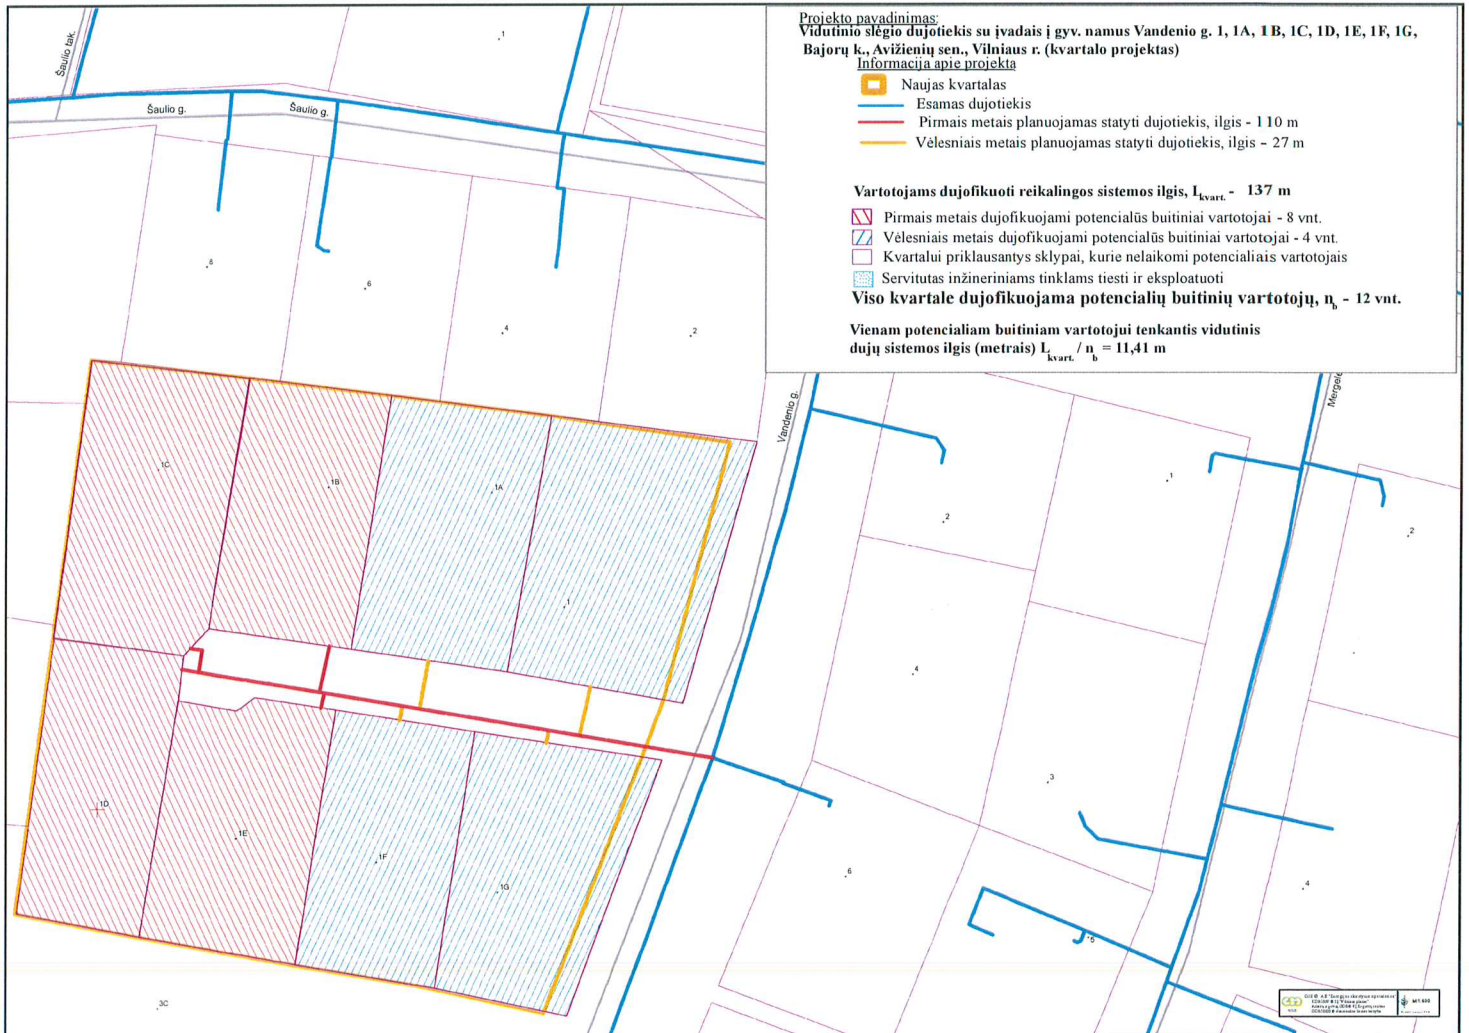 Projekto pavadinimas:
Vidutinio slėgio dujotiekis su įvadais į gyv. namus Vandenio g. 1, 1A, 1B, 1C, 1D, 1E, 1F, 1G,
Bajorų k., Avižienių sen., Vilniaus r. (kvartalo projektas)
Informacija apie projekta
Naujas kvartalas
Esamas dujotiekis
Pirmais metais planuojamas statyti dujotiekis, ilgis - 110 m
Vėlesniais metais planuojamas statyti dujotiekis, ilgis - 27 m
Vartotojams dujofikuoti reikalingos sistemos ilgis, Lkvart. - 137 m
Pirmais metais dujofikuojami potencialūs buitiniai vartotojai - 8 vnt.
Vėlesniais metais dujofikuojami potencialūs buitiniai vartotojai - 4 vnt.
Kvartalui priklausantys sklypai, kurie nelaikomi potencialiais vartotojais
Servitutas inžineriniams tinklams tiesti ir eksploatuoti
Viso kvartale dujofikuojama potencialių buitinių vartotojų, nb - 12 vnt.
Vienam potencialiam buitiniam vartotojui tenkantis vidutinis
dujų sistemos ilgis (metrais) Lkvart. / nb = 11,41 m
Šaulio tak.
1
Šaulio g.
Šaulio g.
8
6
4
2
Vandenio g.
Mergele
1C
1B
1A
1
2
1
2
4
3
1D
1E
1F
1G
6
4
5
3C